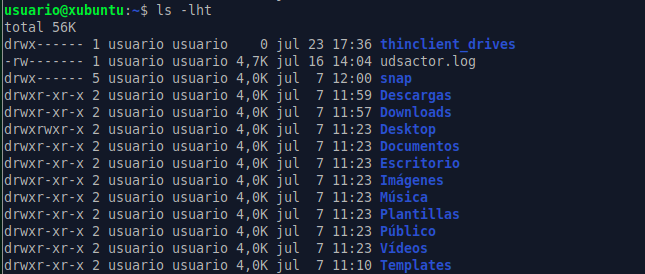 usuario@xubuntu:~$ ls -lht
total 56K
drwx------ 1 usuario usuario    0 jul 23 17:36 thinclient_drives
-rw------- 1 usuario usuario 4,7K jul 16 14:04 udsactor.log
drwx------ 5 usuario usuario 4,0K jul  7 12:00 snap
drwxr-xr-x 2 usuario usuario 4,0K jul  7 11:59 Descargas
drwxr-xr-x 2 usuario usuario 4,0K jul  7 11:57 Downloads
drwxrwxr-x 2 usuario usuario 4,0K jul  7 11:23 Desktop
drwxr-xr-x 2 usuario usuario 4,0K jul  7 11:23 Documentos
drwxr-xr-x 2 usuario usuario 4,0K jul  7 11:23 Escritorio
drwxr-xr-x 2 usuario usuario 4,0K jul  7 11:23 Imágenes
drwxr-xr-x 2 usuario usuario 4,0K jul  7 11:23 Música
drwxr-xr-x 2 usuario usuario 4,0K jul  7 11:23 Plantillas
drwxr-xr-x 2 usuario usuario 4,0K jul  7 11:23 Público
drwxr-xr-x 2 usuario usuario 4,0K jul  7 11:23 Vídeos
drwxr-xr-x 2 usuario usuario 4,0K jul  7 11:10 Templates